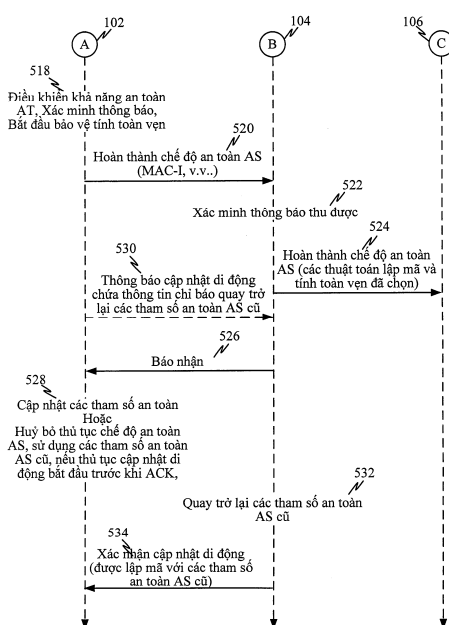 102
104
106
A
B
C
518
Điều khiển khả năng an toàn
AT, Xác minh thông báo,
Bắt đầu bảo vệ tính toàn vẹn
520
Hoàn thành chế độ an toàn AS
(MAC-I, v.v..)
522
Xác minh thông báo thu được
524
Hoàn thành chế độ an toàn
AS (các thuật toán lập mã và
tính toàn vẹn đã chọn)
530
Thông báo cập nhật di động
chứa thông tin chỉ báo quay trở
lại các tham số an toàn AS cũ
526
Báo nhận
528
Cập nhật các tham số an toàn
Hoặc
Huỷ bỏ thủ tục chế độ an toàn
AS, sử dụng các tham số an toàn
AS cũ, nếu thủ tục cập nhật di
động bắt đầu trước khi ACK,
532
Quay trở lại các tham số an toàn
AS cũ
534
Xác nhận cập nhật di động
(được lập mã với các tham số
an toàn AS cũ)